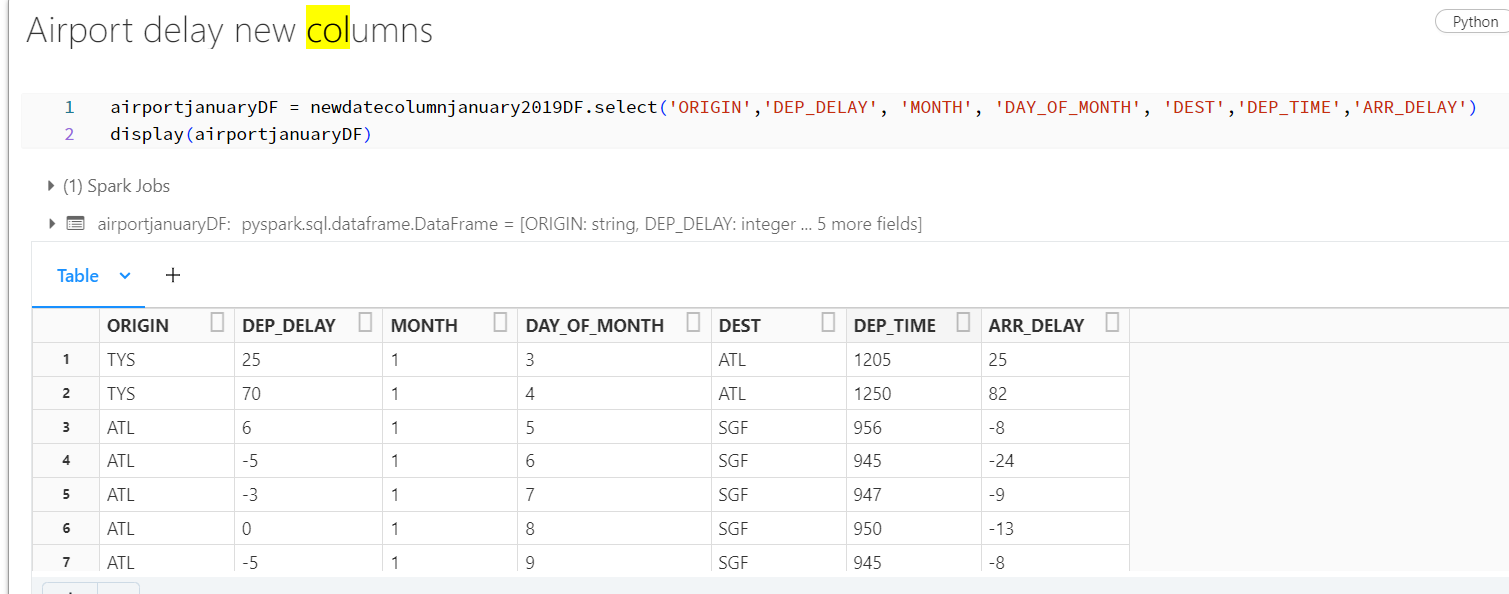 Airport delay new columns
Python
1 airportjanuaryDF = newdatecolumnjanuary2019DF.select('ORIGIN','DEP_DELAY', 'MONTH', 'DAY_OF_MONTH', 'DEST','DEP_TIME','ARR_DELAY')
2 display(airportjanuaryDF)
(1) Spark Jobs
airportjanuaryDF: pyspark.sql.dataframe.DataFrame = [ORIGIN: string, DEP_DELAY: integer ... 5 more fields]
Table +
ORIGIN DEP_DELAY MONTH DAY_OF_MONTH DEST DEP_TIME ARR_DELAY
1 TYS 25 1 3 ATL 1205 25
2 TYS 70 1 4 ATL 1250 82
3 ATL 6 1 5 SGF 956 -8
4 ATL -5 1 6 SGF 945 -24
5 ATL -3 1 7 SGF 947 -9
6 ATL 0 1 8 SGF 950 -13
7 ATL -5 1 9 SGF 945 -8